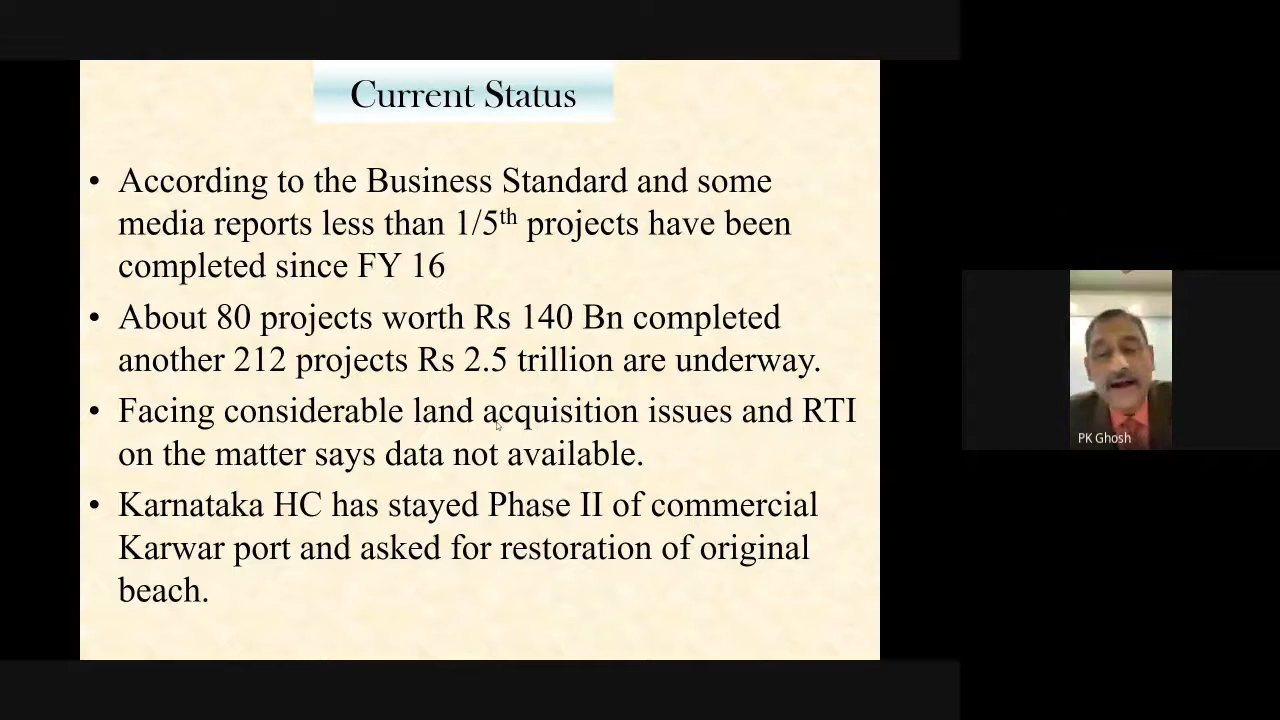 Current Status
• According to the Business Standard and some
media reports less than 1/5th projects have been
completed since FY 16
• About 80 projects worth Rs 140 Bn completed
another 212 projects Rs 2.5 trillion are underway.
• Facing considerable land acquisition issues and RTI
on the matter says data not available.
• Karnataka HC has stayed Phase II of commercial
Karwar port and asked for restoration of original
beach.
PK Ghosh